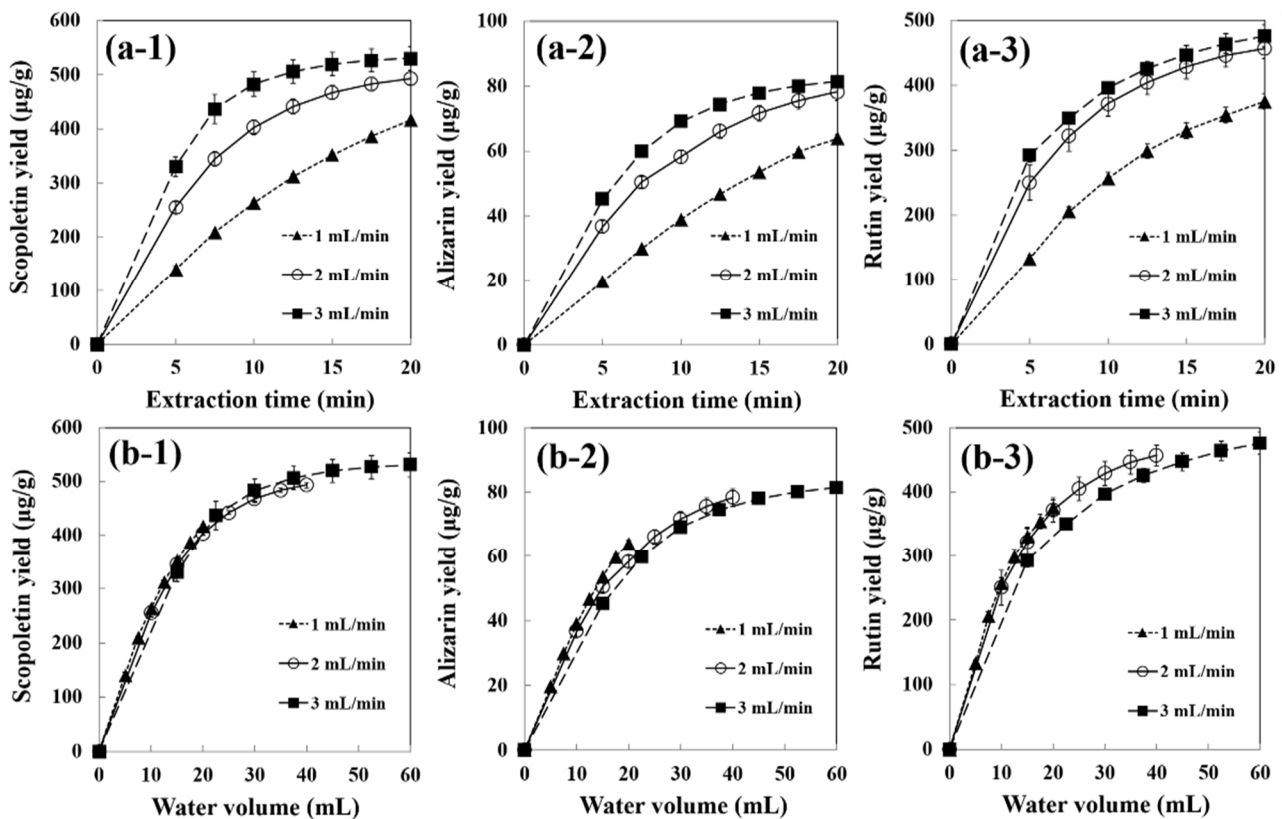 (a-1)
Scopoletin yield (µg/g)
600
500
400
300
200
100
0
1 mL/min
2 mL/min
3 mL/min
0 5 10 15 20
Extraction time (min)
(a-2)
Alizarin yield (µg/g)
100
80
60
40
20
0
1 mL/min
2 mL/min
3 mL/min
0 5 10 15 20
Extraction time (min)
(a-3)
Rutin yield (µg/g)
500
400
300
200
100
0
1 mL/min
2 mL/min
3 mL/min
0 5 10 15 20
Extraction time (min)
(b-1)
Scopoletin yield (µg/g)
600
500
400
300
200
100
0
1 mL/min
2 mL/min
3 mL/min
0 10 20 30 40 50 60
Water volume (mL)
(b-2)
Alizarin yield (µg/g)
100
80
60
40
20
0
1 mL/min
2 mL/min
3 mL/min
0 10 20 30 40 50 60
Water volume (mL)
(b-3)
Rutin yield (µg/g)
500
400
300
200
100
0
1 mL/min
2 mL/min
3 mL/min
0 10 20 30 40 50 60
Water volume (mL)